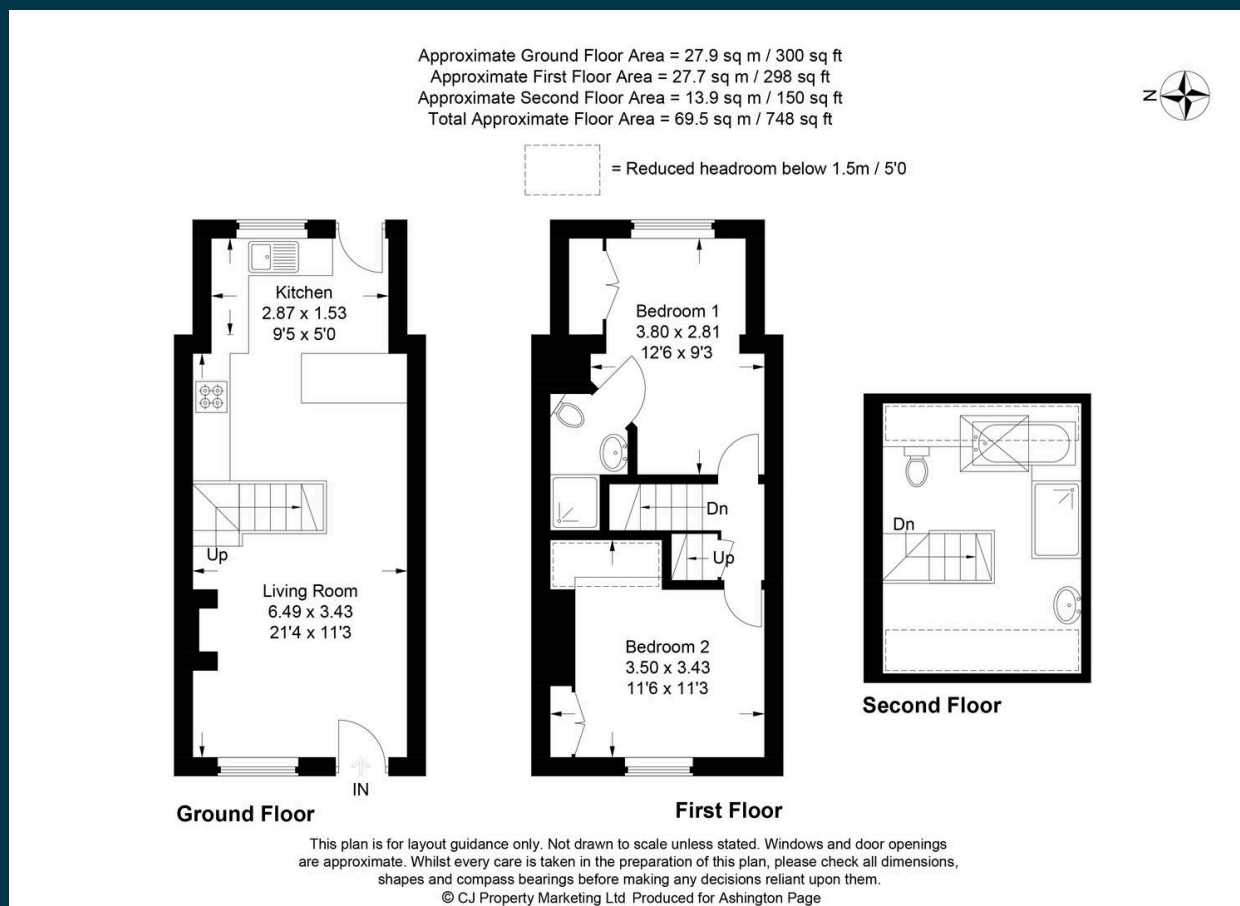 Approximate Ground Floor Area = 27.9 sq m / 300 sq ft
Approximate First Floor Area = 27.7 sq m / 298 sq ft
Approximate Second Floor Area = 13.9 sq m / 150 sq ft
Total Approximate Floor Area = 69.5 sq m / 748 sq ft
N
= Reduced headroom below 1.5m / 5'0
Kitchen
2.87 x 1.53
9'5 x 5'0
Up
Living Room
6.49 x 3.43
21'4 x 11'3
IN
Ground Floor
Bedroom 1
3.80 x 2.81
12'6 x 9'3
Dn
Up
Bedroom 2
3.50 x 3.43
11'6 x 11'3
First Floor
Dn
Second Floor
This plan is for layout guidance only. Not drawn to scale unless stated. Windows and door openings
are approximate. Whilst every care is taken in the preparation of this plan, please check all dimensions,
shapes and compass bearings before making any decisions reliant upon them.
© CJ Property Marketing Ltd Produced for Ashington Page